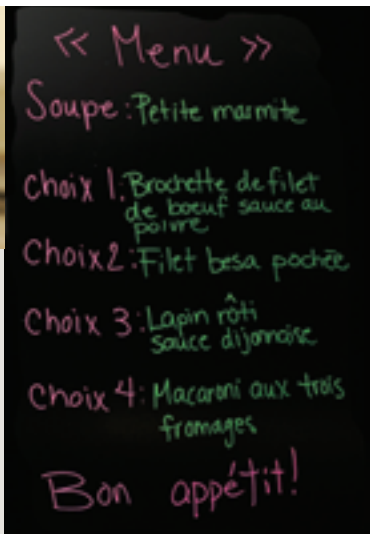 << Menu >>
Soupe: Petite marmite
Choix 1: Brochette de filet
de boeuf sauce au
poivre
Choix 2: Filet besa pochée
Choix 3: Lapin rôti
sauce dijonaise
Choix 4: Macaroni aux trois
fromages
Bon appétit!